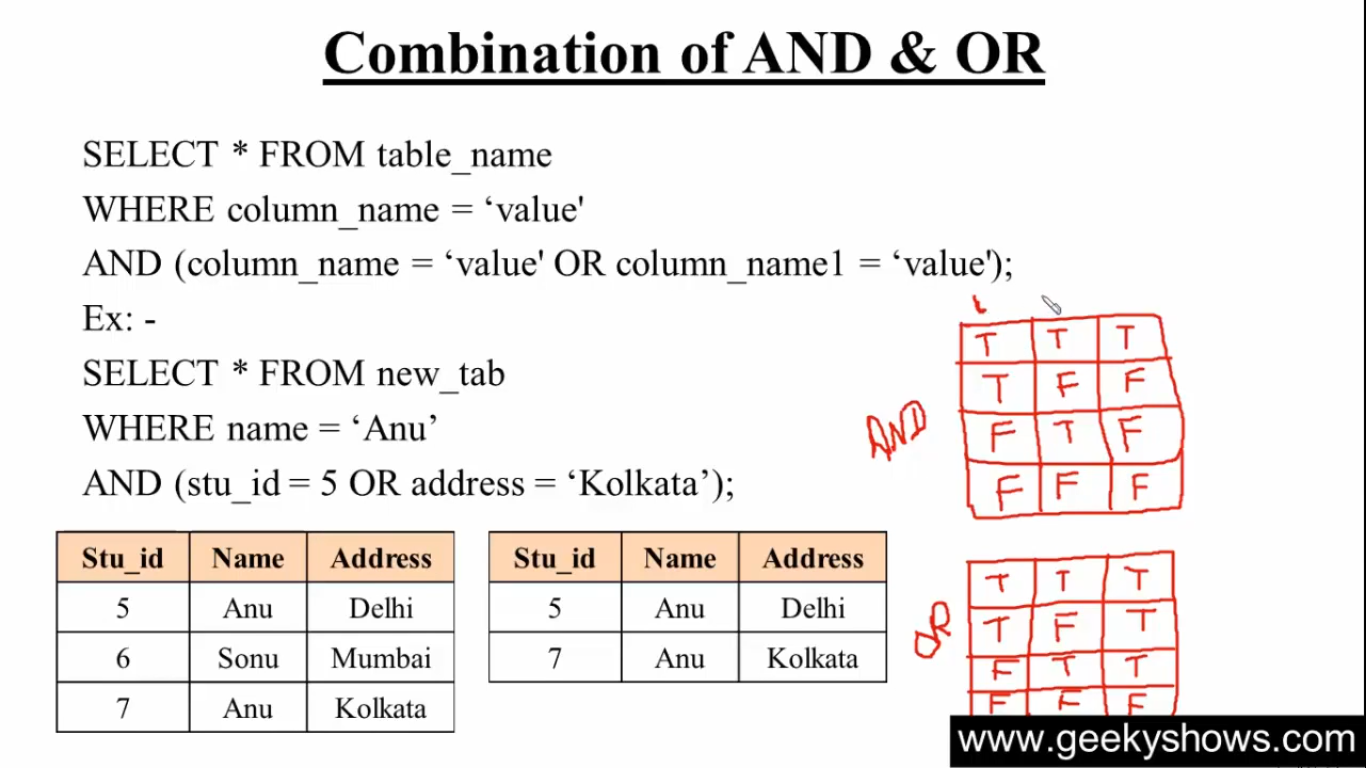 Combination of AND & OR
SELECT * FROM table_name
WHERE column_name = ‘value'
AND (column_name = ‘value' OR column_name1 = ‘value');
Ex: -
SELECT * FROM new_tab
WHERE name = ‘Anu’
AND (stu_id = 5 OR address = ‘Kolkata’);
Stu_id Name Address
5 Anu Delhi
6 Sonu Mumbai
7 Anu Kolkata
Stu_id Name Address
5 Anu Delhi
7 Anu Kolkata
AND
T T T
T F F
F T F
F F F
OR
T T T
T F T
F T T
F F F
www.geekyshows.com